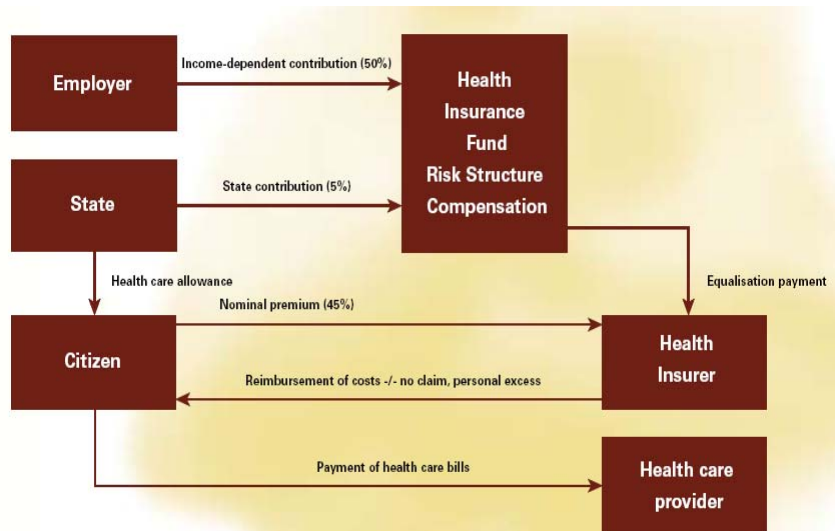 Employer
Income-dependent contribution (50%)
Health
Insurance
Fund
Risk Structure
Compensation
State
State contribution (5%)
Health care allowance
Equalisation payment
Nominal premium (45%)
Citizen
Health
Insurer
Reimbursement of costs -/- no claim, personal excess
Payment of health care bills
Health care
provider